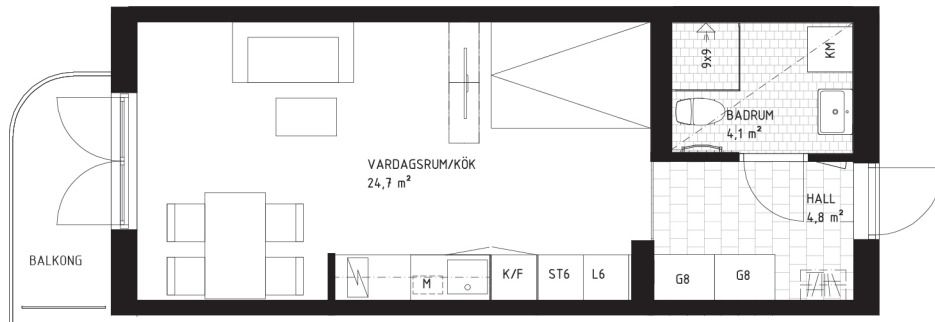 9x9
KM
BADRUM
4,1 m²
VARDAGSRUM/KÖK
24,7 m²
HALL
4,8 m²
BALKONG
M
K/F
ST6
L6
G8
G8